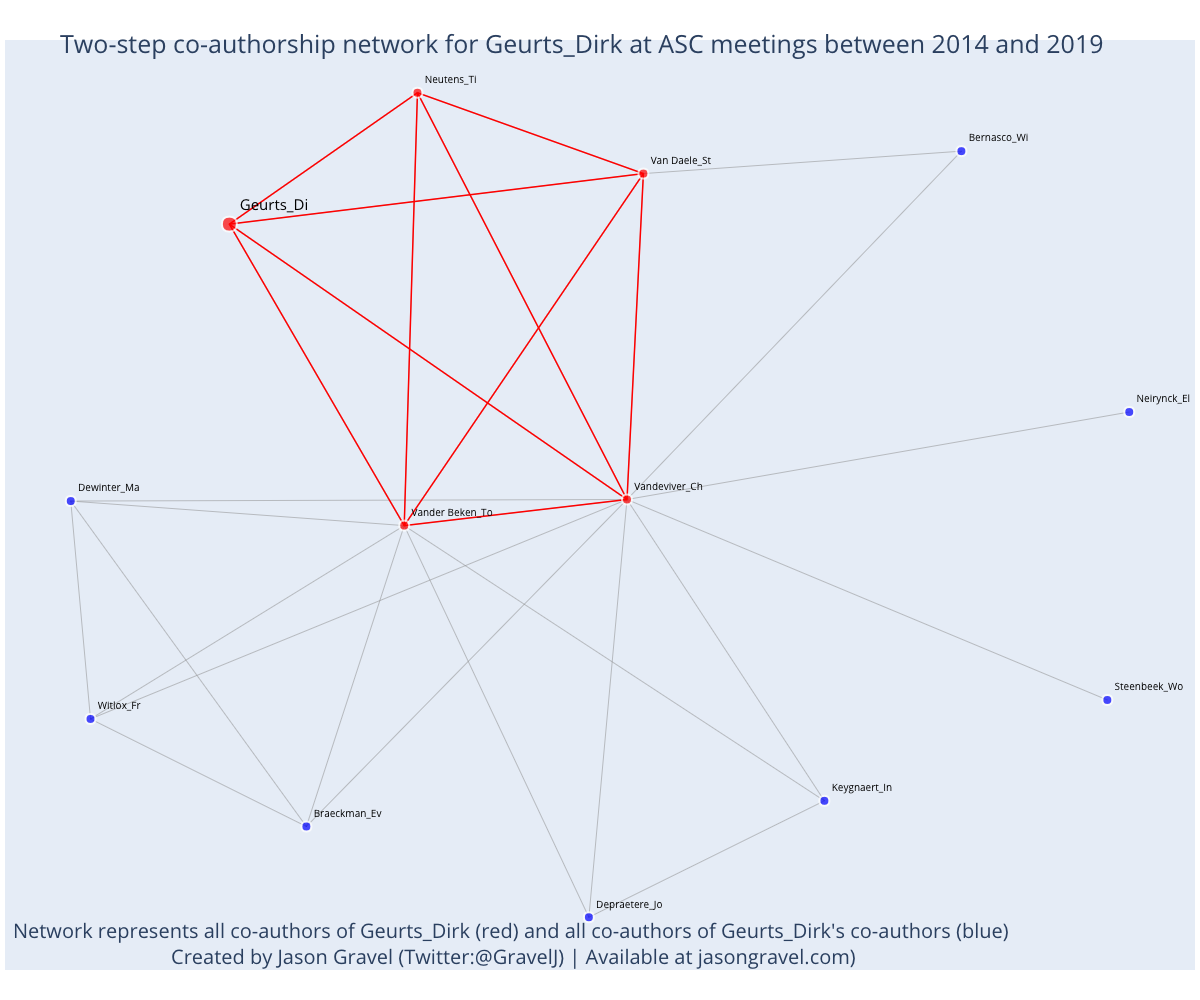 Two-step co-authorship network for Geurts_Dirk at ASC meetings between 2014 and 2019
Neutens_Ti
Bernasco_Wi
Van Daele_St
Geurts_Di
Neirynck_El
Dewinter_Ma
Vandeviver_Ch
Vander Beken_To
Steenbeek_Wo
Witlox_Fr
Keygnaert_In
Braeckman_Ev
Depraetere_Jo
Network represents all co-authors of Geurts_Dirk (red) and all co-authors of Geurts_Dirk's co-authors (blue)
Created by Jason Gravel (Twitter:@GravelJ) | Available at jasongravel.com)